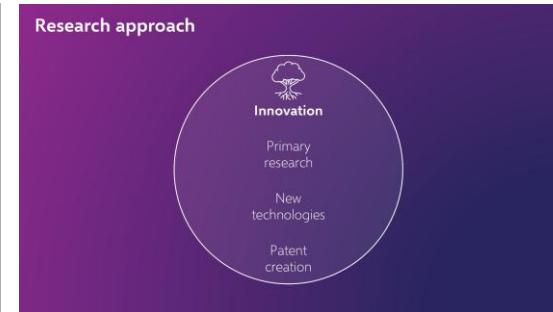 Research approach
Innovation
Primary
research
New
technologies
Patent
creation